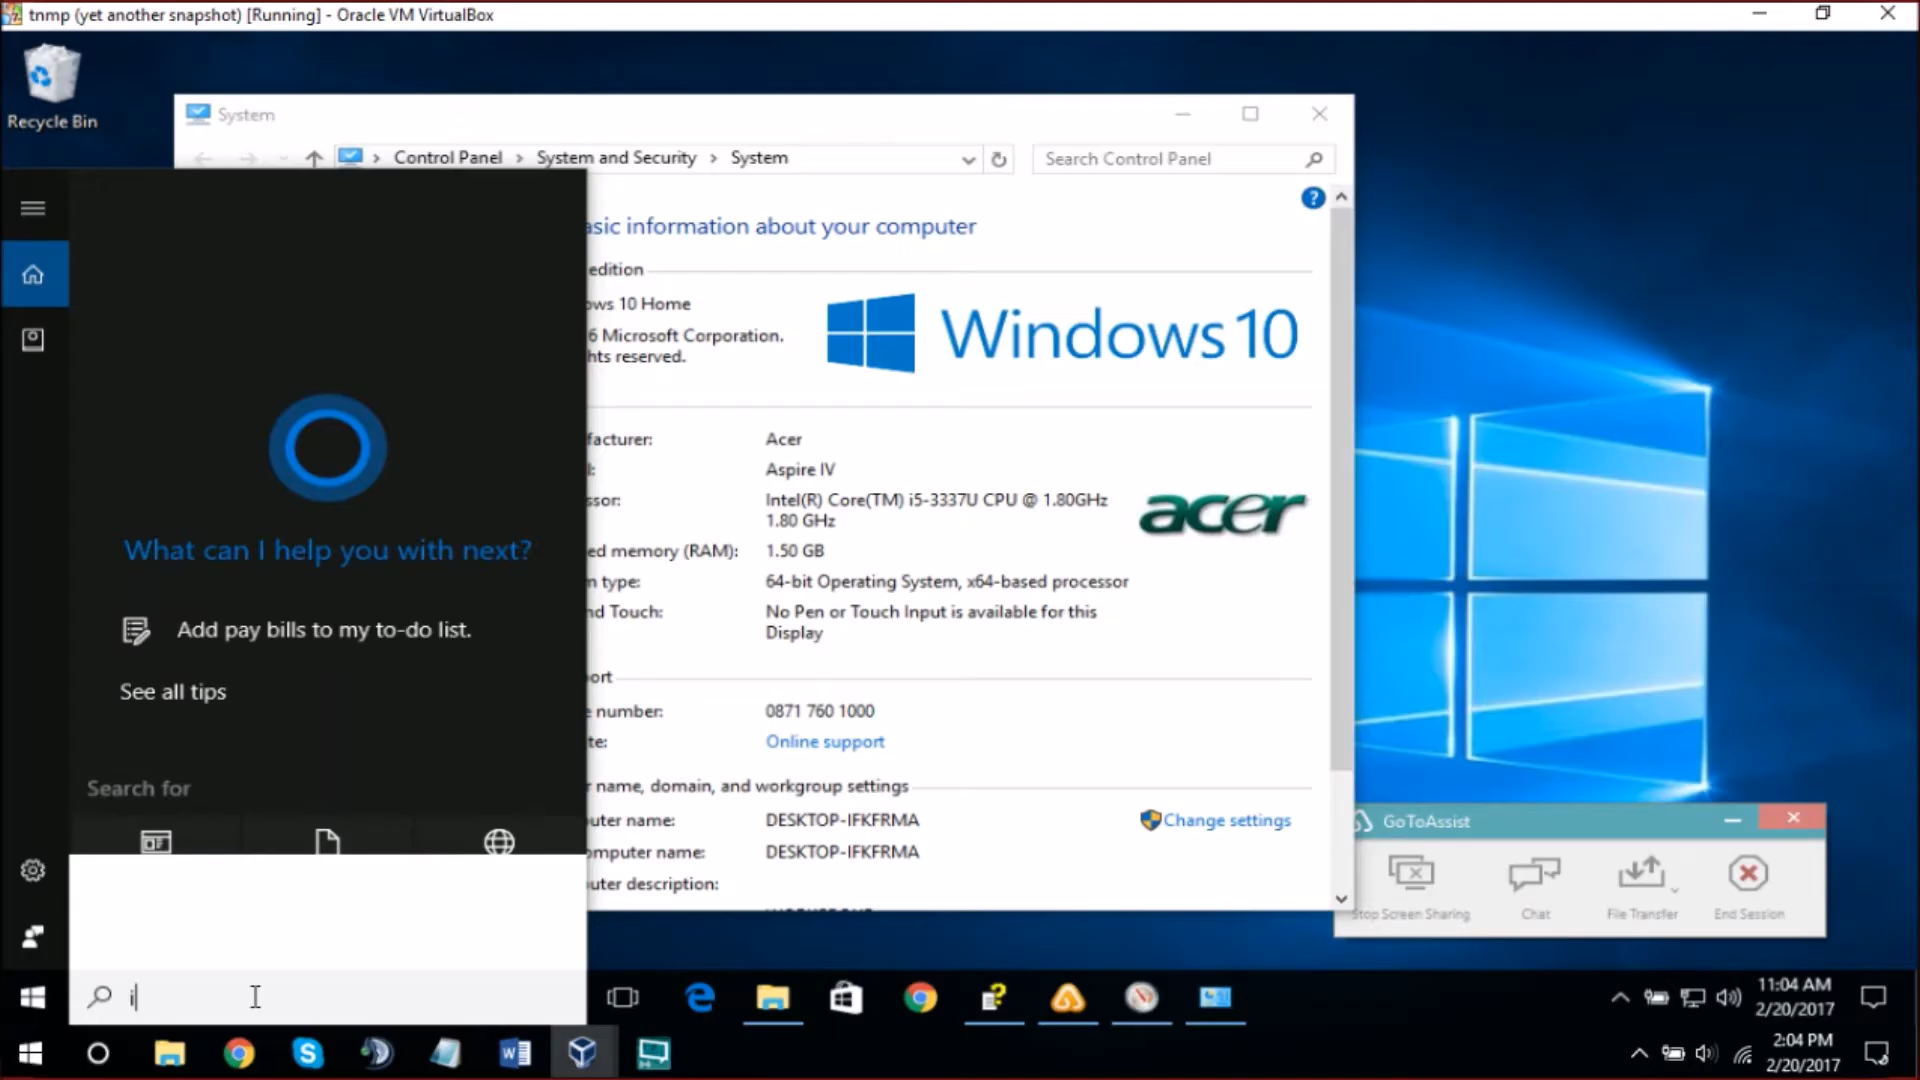 tnmp (yet another snapshot) [Running] - Oracle VM VirtualBox
Recycle Bin
System
Control Panel > System and Security > System
Search Control Panel
asic information about your computer
edition
ows 10 Home
6 Microsoft Corporation.
hts reserved.
Windows 10
facturer: Acer
l: Aspire IV
ssor: Intel(R) Core(TM) i5-3337U CPU @ 1.80GHz
1.80 GHz
acer
ed memory (RAM): 1.50 GB
m type: 64-bit Operating System, x64-based processor
nd Touch: No Pen or Touch Input is available for this
Display
ort
e number: 0871 760 1000
te: Online support
r name, domain, and workgroup settings
uter name: DESKTOP-IFKFRMA
Change settings
omputer name: DESKTOP-IFKFRMA
uter description:
What can I help you with next?
Add pay bills to my to-do list.
See all tips
Search for
i
GoToAssist
Stop Screen Sharing
Chat
File Transfer
End Session
11:04 AM
2/20/2017
2:04 PM
2/20/2017